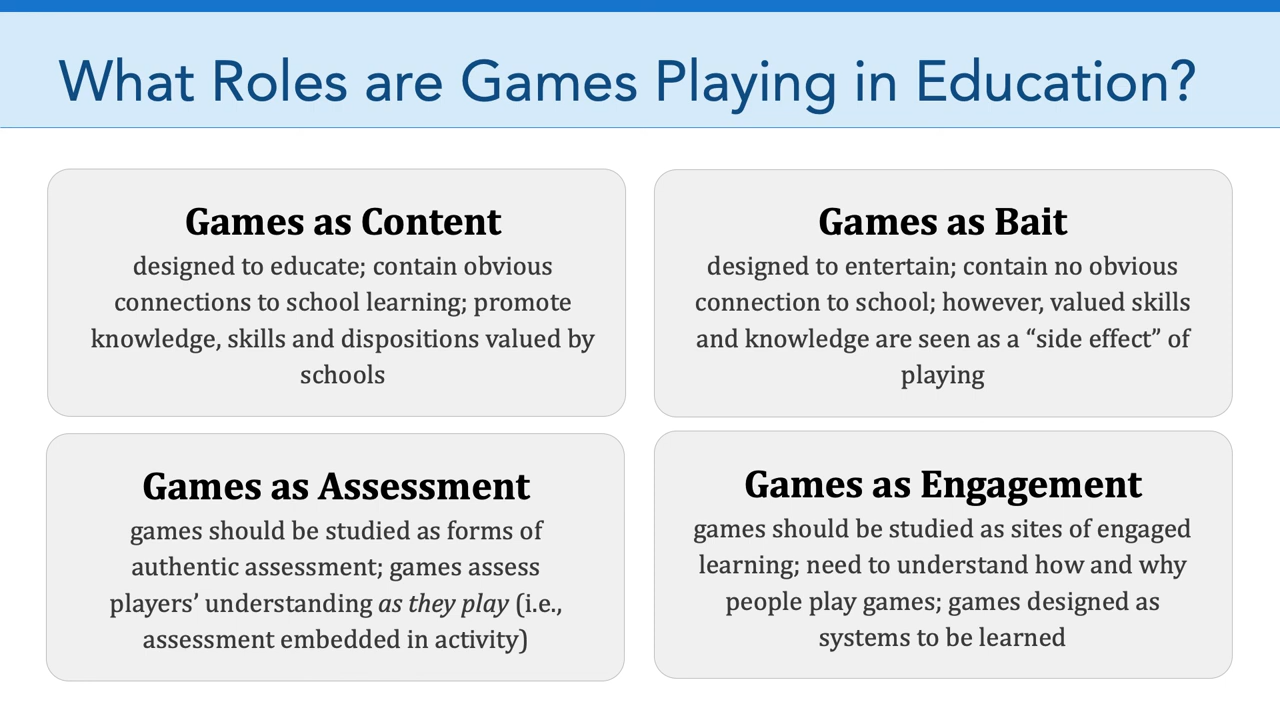 What Roles are Games Playing in Education?
Games as Content
designed to educate; contain obvious
connections to school learning; promote
knowledge, skills and dispositions valued by
schools
Games as Bait
designed to entertain; contain no obvious
connection to school; however, valued skills
and knowledge are seen as a “side effect” of
playing
Games as Assessment
games should be studied as forms of
authentic assessment; games assess
players’ understanding as they play (i.e.,
assessment embedded in activity)
Games as Engagement
games should be studied as sites of engaged
learning; need to understand how and why
people play games; games designed as
systems to be learned